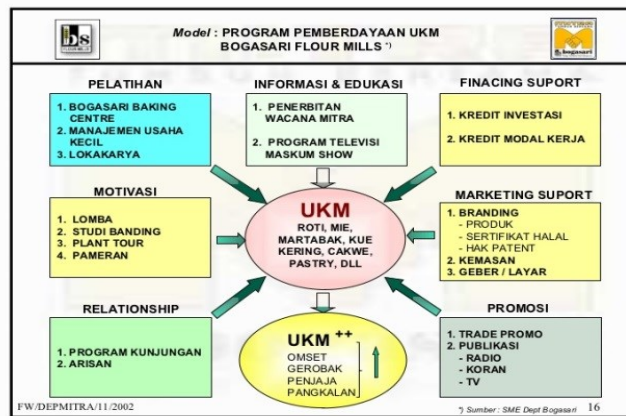 Model : PROGRAM PEMBERDAYAAN UKM
BOGASARI FLOUR MILLS *)
bogasari
PELATIHAN
1. BOGASARI BAKING
CENTRE
2. MANAJEMEN USAHA
KECIL
3. LOKAKARYA
INFORMASI & EDUKASI
1. PENERBITAN
WACANA MITRA
2. PROGRAM TELEVISI
MASKUM SHOW
FINACING SUPORT
1. KREDIT INVESTASI
2. KREDIT MODAL KERJA
MOTIVASI
1. LOMBA
2. STUDI BANDING
3. PLANT TOUR
4. PAMERAN
UKM
ROTI, MIE,
MARTABAK, KUE
KERING, CAKWE,
PASTRY, DLL
MARKETING SUPORT
1. BRANDING
- PRODUK
- SERTIFIKAT HALAL
- HAK PATENT
2. KEMASAN
3. GEBER / LAYAR
RELATIONSHIP
1. PROGRAM KUNJUNGAN
2. ARISAN
UKM ++
OMSET
GEROBAK
PENJAJA
PANGKALAN
PROMOSI
1. TRADE PROMO
2. PUBLIKASI
- RADIO
- KORAN
- TV
FW/DEPMITRA/11/2002
*) Sumber : SME Dept Bogasari
16